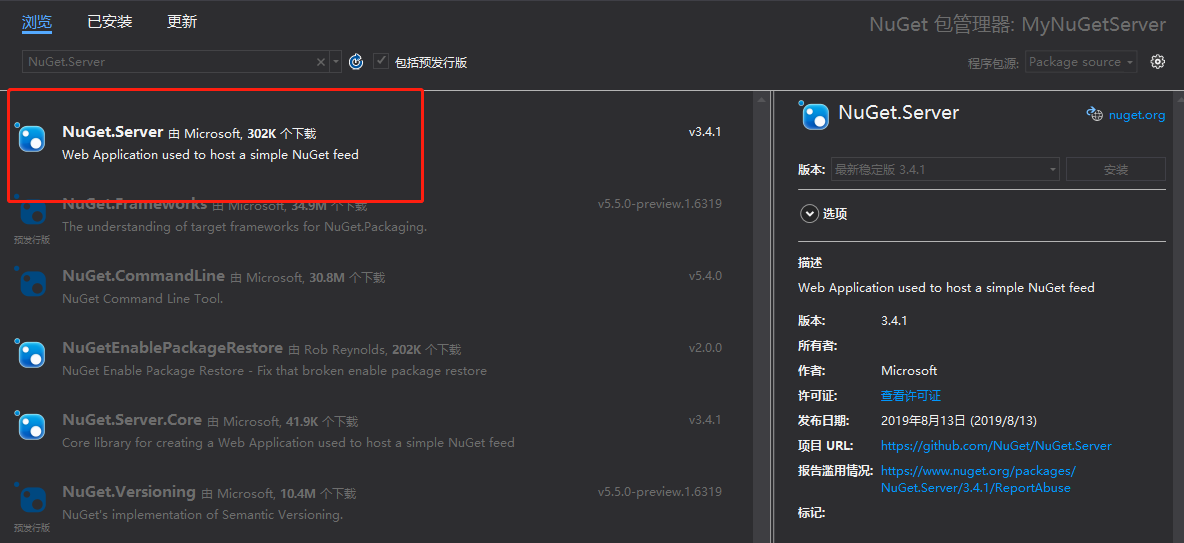 浏览 已安装 更新
NuGet 包管理器: MyNuGetServer
NuGet.Server
包括预发行版
程序包源: Package source
NuGet.Server 由 Microsoft, 302K 个下载 v3.4.1
Web Application used to host a simple NuGet feed
NuGet.Frameworks 由 Microsoft, 34.9M 个下载 v5.5.0-preview.1.6319
The understanding of target frameworks for NuGet.Packaging.
预发行版
NuGet.CommandLine 由 Microsoft, 30.8M 个下载 v5.4.0
NuGet Command Line Tool.
NuGetEnablePackageRestore 由 Rob Reynolds, 202K 个下载 v2.0.0
NuGet Enable Package Restore - Fix that broken enable package restore
NuGet.Server.Core 由 Microsoft, 41.9K 个下载 v3.4.1
Core library for creating a Web Application used to host a simple NuGet feed
NuGet.Versioning 由 Microsoft, 10.4M 个下载 v5.5.0-preview.1.6319
NuGet's implementation of Semantic Versioning.
预发行版
NuGet.Server
nuget.org
版本: 最新稳定版 3.4.1 安装
选项
描述
Web Application used to host a simple NuGet feed
版本: 3.4.1
所有者:
作者: Microsoft
许可证: 查看许可证
发布日期: 2019年8月13日 (2019/8/13)
项目 URL: https://github.com/NuGet/NuGet.Server
报告滥用情况: https://www.nuget.org/packages/
NuGet.Server/3.4.1/ReportAbuse
标记: